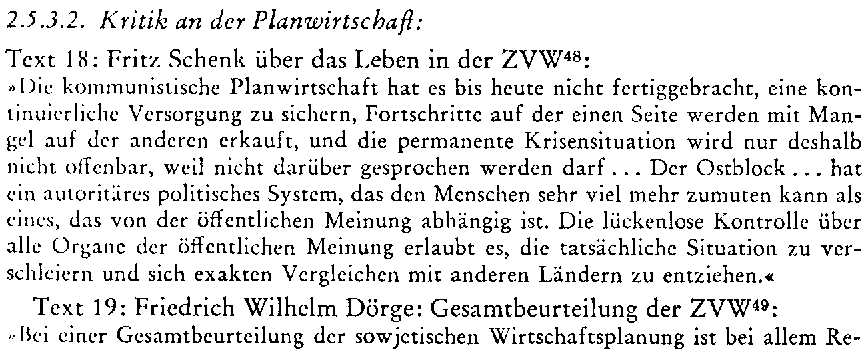 2.5.3.2. Kritik an der Planwirtschaft:
Text 18: Fritz Schenk über das Leben in der ZVW⁴⁸:
»Die kommunistische Planwirtschaft hat es bis heute nicht fertiggebracht, eine kon-
tinuierliche Versorgung zu sichern, Fortschritte auf der einen Seite werden mit Man-
gel auf der anderen erkauft, und die permanente Krisensituation wird nur deshalb
nicht offenbar, weil nicht darüber gesprochen werden darf ... Der Ostblock ... hat
ein autoritäres politisches System, das den Menschen sehr viel mehr zumuten kann als
eines, das von der öffentlichen Meinung abhängig ist. Die lückenlose Kontrolle über
alle Organe der öffentlichen Meinung erlaubt es, die tatsächliche Situation zu ver-
schleiern und sich exakten Vergleichen mit anderen Ländern zu entziehen.«
Text 19: Friedrich Wilhelm Dörge: Gesamtbeurteilung der ZVW⁴⁹:
»Bei einer Gesamtbeurteilung der sowjetischen Wirtschaftsplanung ist bei allem Re-